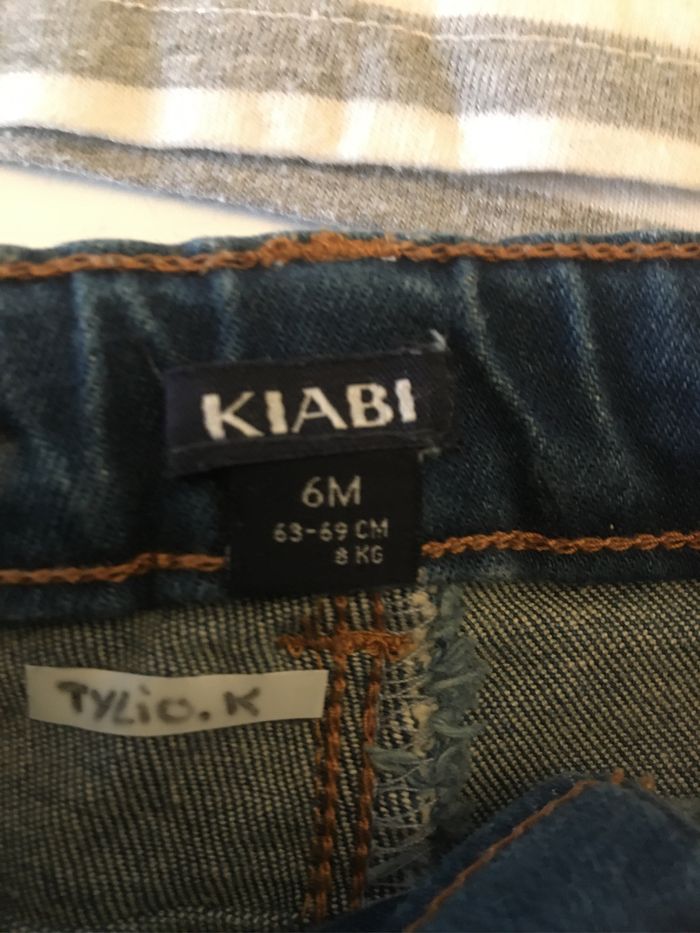 KIABI
6M
63-69 CM
8 KG
TYLiO.K